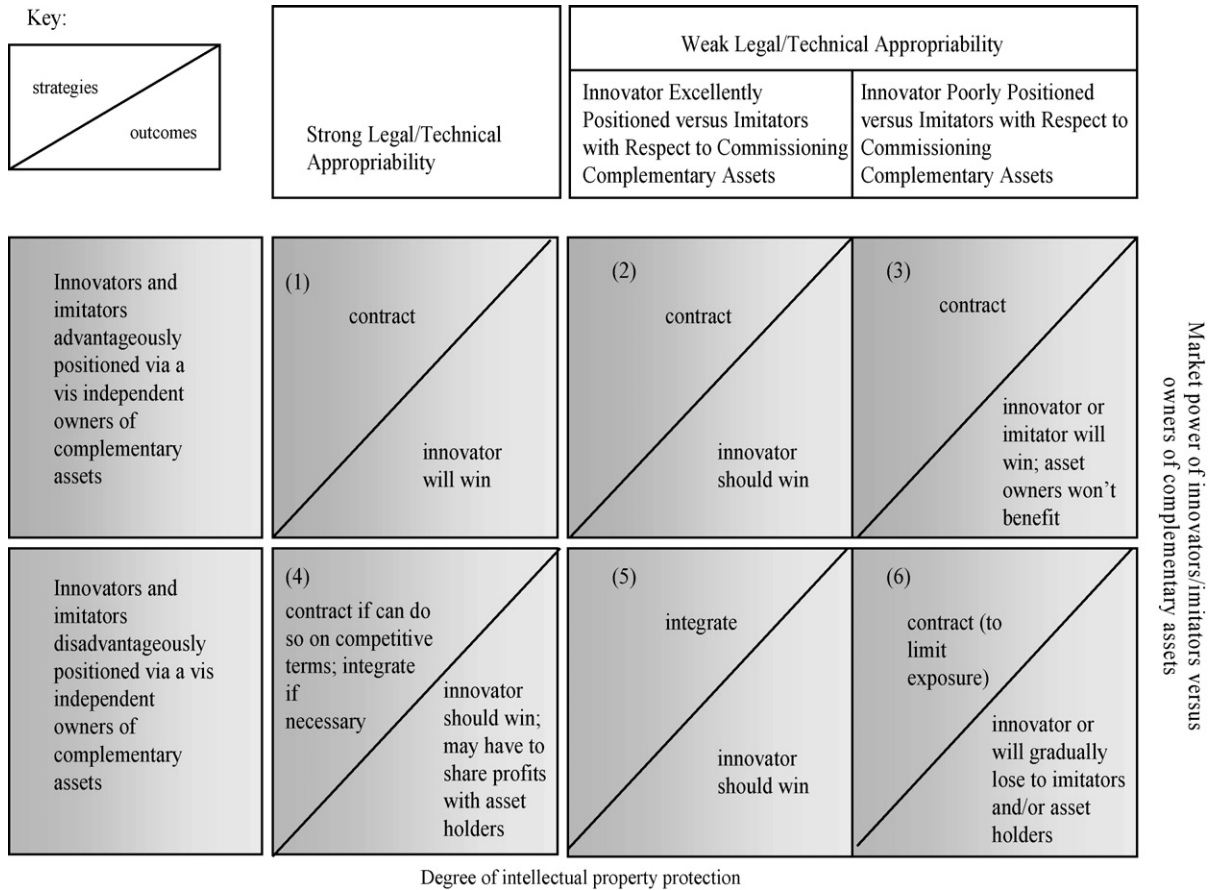 Key:
strategies
outcomes
Strong Legal/Technical
Appropriability
Weak Legal/Technical Appropriability
Innovator Excellently
Positioned versus Imitators
with Respect to Commissioning
Complementary Assets
Innovator Poorly Positioned
versus Imitators with Respect to
Commissioning
Complementary Assets
Innovators and
imitators
advantageously
positioned via a
vis independent
owners of
complementary
assets
(1)
contract
innovator
will win
(2)
contract
innovator
should win
(3)
contract
innovator or
imitator will
win; asset
owners won’t
benefit
Innovators and
imitators
disadvantageously
positioned via a vis
independent
owners of
complementary
assets
(4)
contract if can do
so on competitive
terms; integrate
if
necessary
innovator
should win;
may have to
share profits
with asset
holders
(5)
integrate
innovator
should win
(6)
contract (to
limit
exposure)
innovator or
will gradually
lose to imitators
and/or asset
holders
Market power of innovators/imitators versus
owners of complementary assets
Degree of intellectual property protection